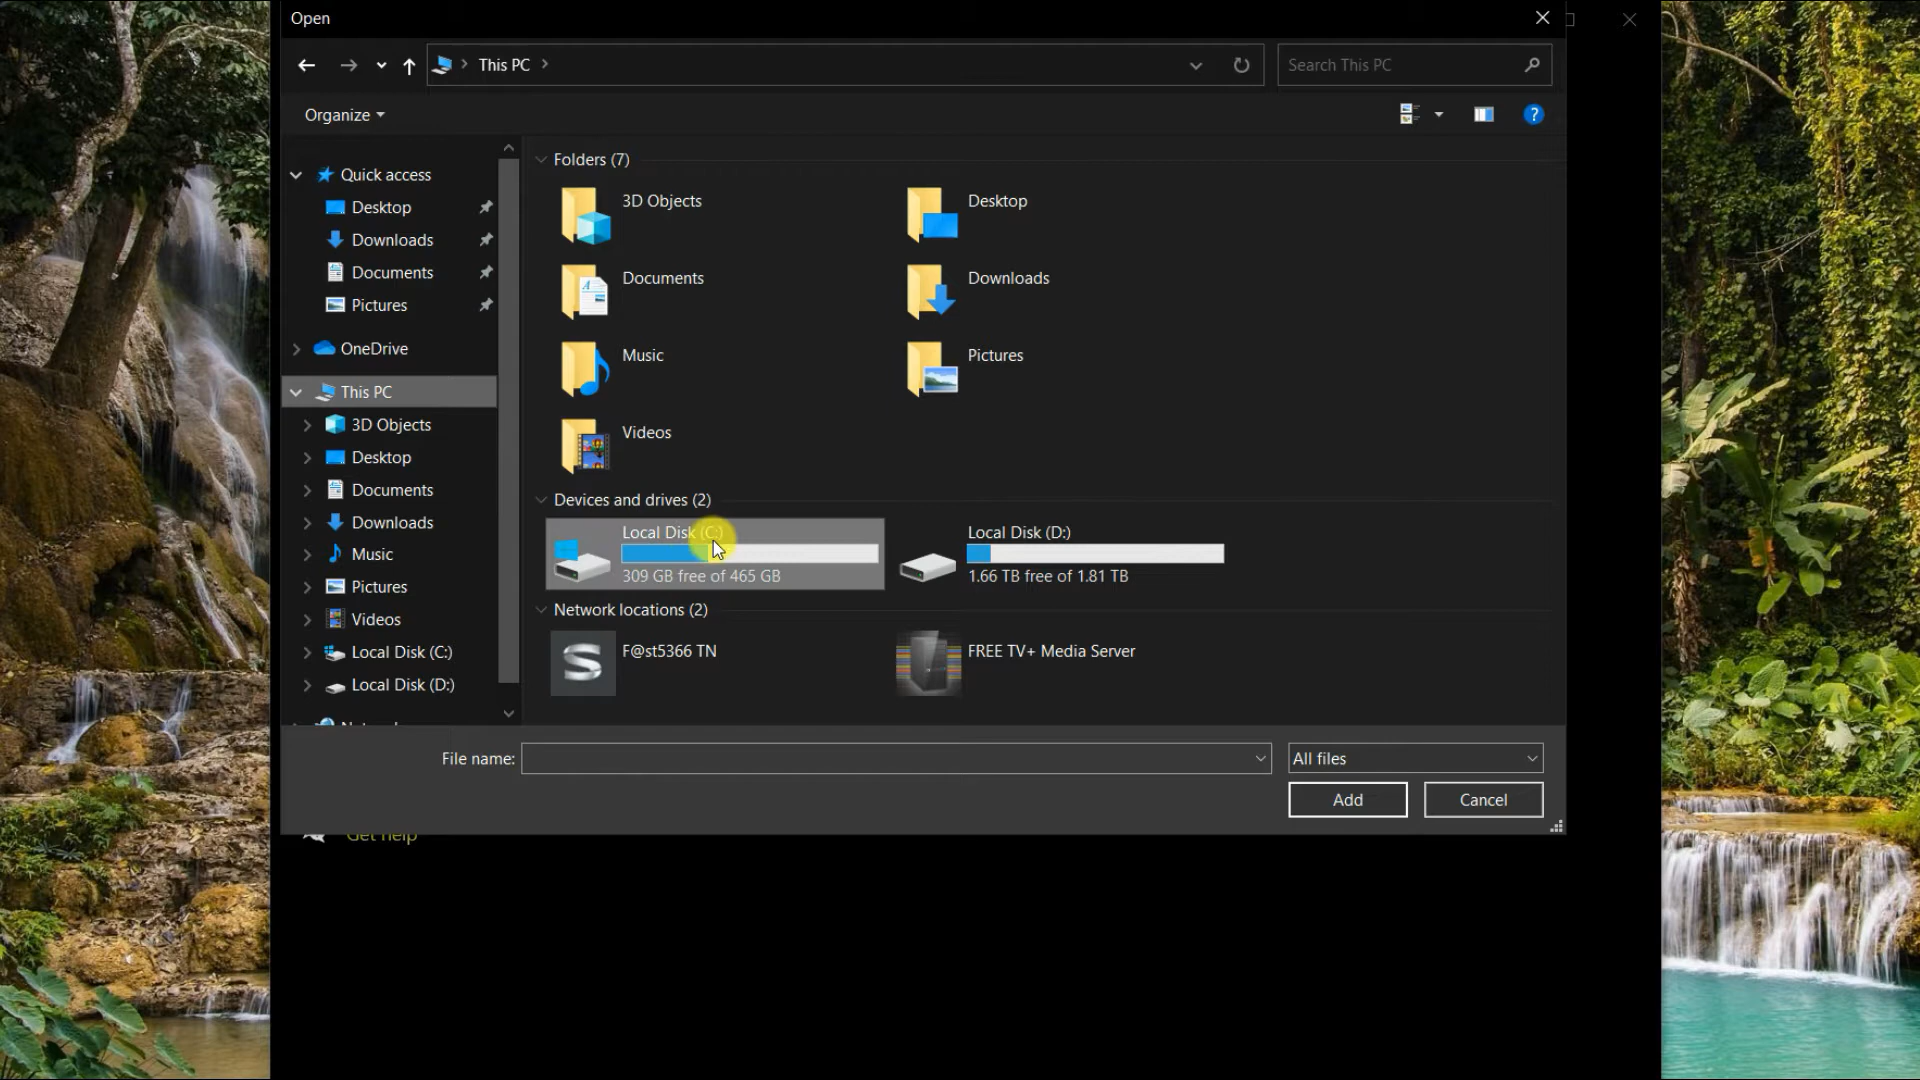 Open
This PC
Search This PC
Organize
Quick access
Desktop
Downloads
Documents
Pictures
OneDrive
This PC
3D Objects
Desktop
Documents
Downloads
Music
Pictures
Videos
Local Disk (C:)
Local Disk (D:)
Folders (7)
3D Objects
Desktop
Documents
Downloads
Music
Pictures
Videos
Devices and drives (2)
Local Disk (C:)
309 GB free of 465 GB
Local Disk (D:)
1.66 TB free of 1.81 TB
Network locations (2)
F@st5366 TN
FREE TV+ Media Server
File name:
All files
Add
Cancel
Get help